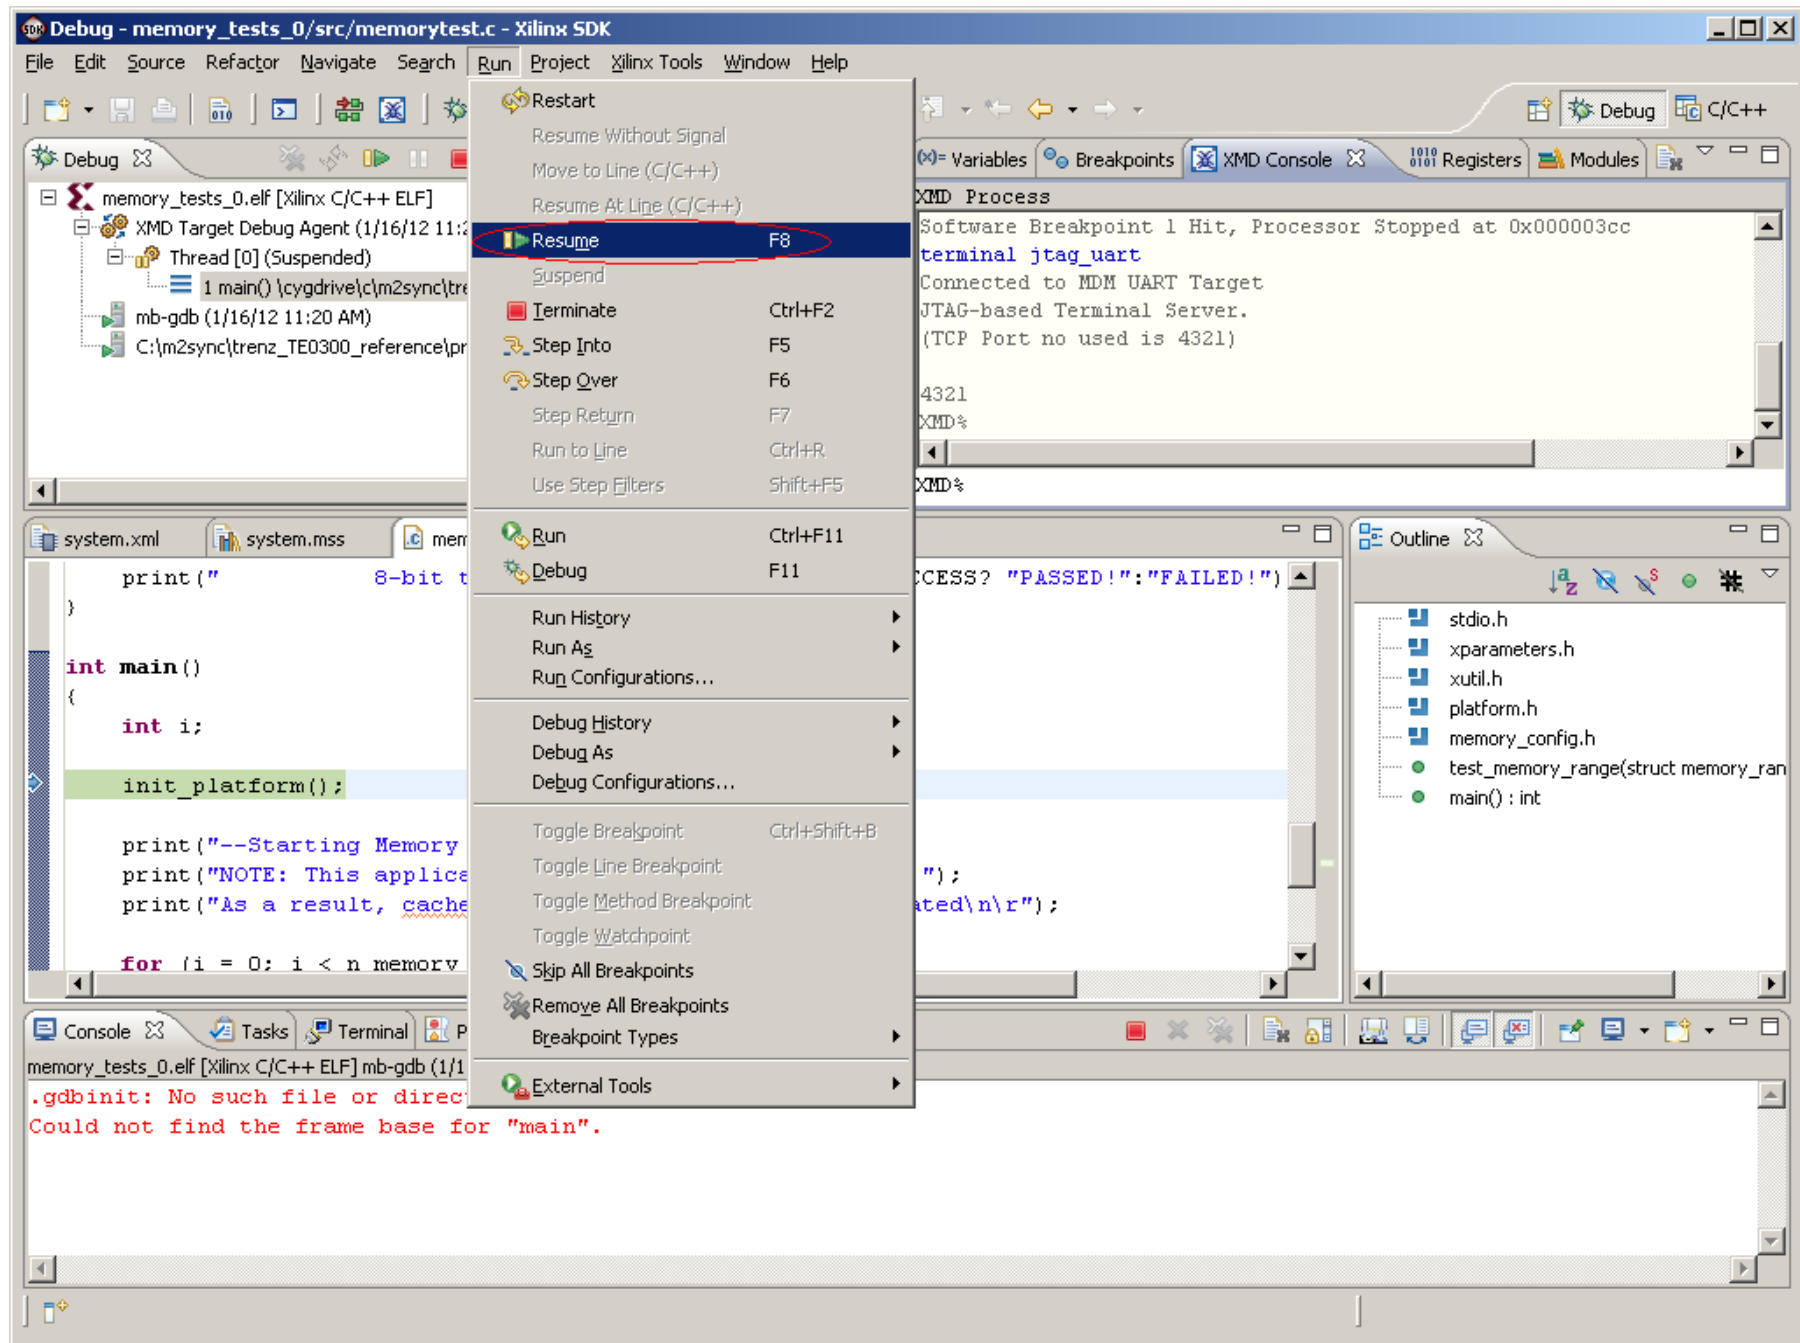 Debug - memory_tests_0/src/memorytest.c - Xilinx SDK
File Edit Source Refactor Navigate Search Run Project Xilinx Tools Window Help
Debug C/C++
Debug
memory_tests_0.elf [Xilinx C/C++ ELF]
XMD Target Debug Agent (1/16/12 11:2
Thread [0] (Suspended)
1 main() \cygdrive\c\m2sync\tre
mb-gdb (1/16/12 11:20 AM)
C:\m2sync\trenz_TE0300_reference\pr
Restart
Resume Without Signal
Move to Line (C/C++)
Resume At Line (C/C++)
Resume F8
Suspend
Terminate Ctrl+F2
Step Into F5
Step Over F6
Step Return F7
Run to Line Ctrl+R
Use Step Filters Shift+F5
Run Ctrl+F11
Debug F11
Run History
Run As
Run Configurations...
Debug History
Debug As
Debug Configurations...
Toggle Breakpoint Ctrl+Shift+B
Toggle Line Breakpoint
Toggle Method Breakpoint
Toggle Watchpoint
Skip All Breakpoints
Remove All Breakpoints
Breakpoint Types
External Tools
(x)= Variables Breakpoints XMD Console Registers Modules
XMD Process
Software Breakpoint 1 Hit, Processor Stopped at 0x000003cc
terminal jtag_uart
Connected to MDM UART Target
JTAG-based Terminal Server.
(TCP Port no used is 4321)
4321
XMD%
XMD%
system.xml system.mss mem
print(" 8-bit t CCESS? "PASSED!":"FAILED!")
}
int main()
{
int i;
init_platform();
print("--Starting Memory
print("NOTE: This applica ");
print("As a result, cache ated\n\r");
for (i = 0; i < n_memory
Outline
stdio.h
xparameters.h
xutil.h
platform.h
memory_config.h
test_memory_range(struct memory_ran
main() : int
Console Tasks Terminal P
memory_tests_0.elf [Xilinx C/C++ ELF] mb-gdb (1/1
.gdbinit: No such file or direc
Could not find the frame base for "main".